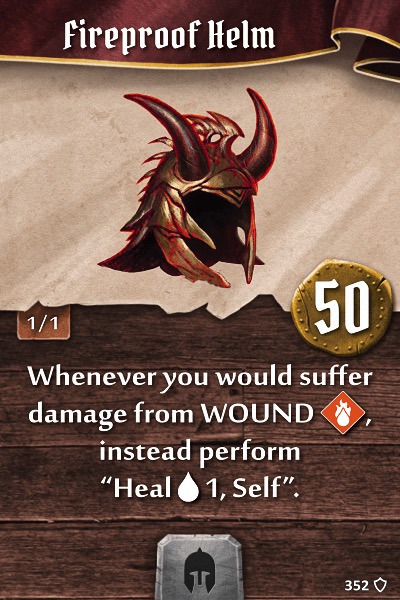 Fireproof Helm
1/1
50
Whenever you would suffer
damage from WOUND ,
instead perform
“Heal 1, Self”.
352